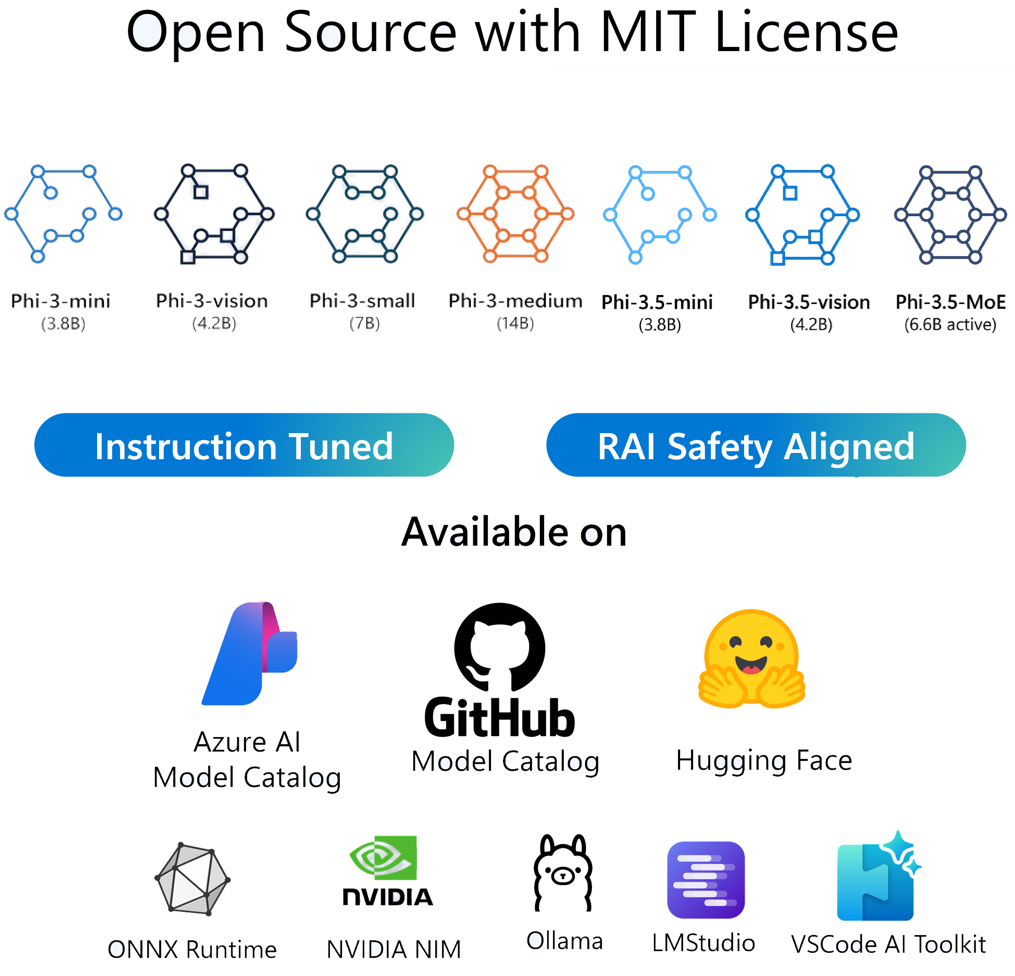 Open Source with MIT License
Phi-3-mini
(3.8B)
Phi-3-vision
(4.2B)
Phi-3-small
(7B)
Phi-3-medium
(14B)
Phi-3.5-mini
(3.8B)
Phi-3.5-vision
(4.2B)
Phi-3.5-MoE
(6.6B active)
Instruction Tuned
RAI Safety Aligned
Available on
Azure AI
Model Catalog
GitHub
Model Catalog
Hugging Face
ONNX Runtime
NVIDIA
NVIDIA NIM
Ollama
LMStudio
VSCode AI Toolkit